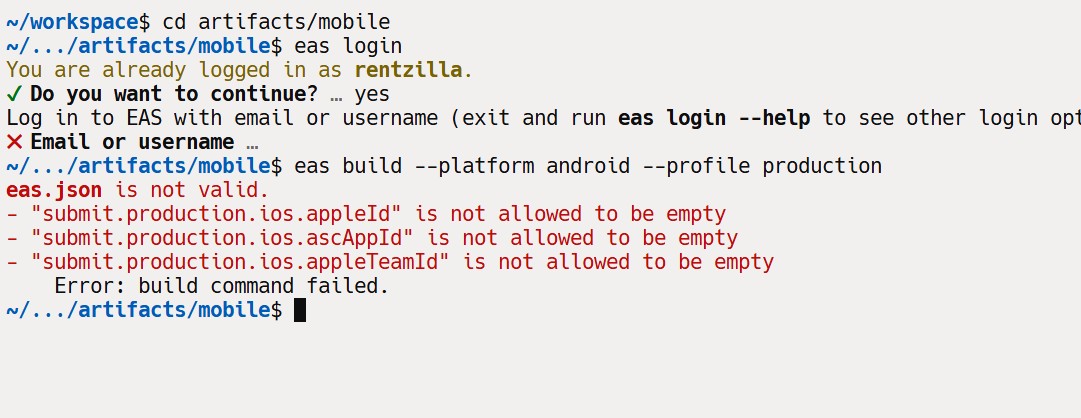 ~/workspace$ cd artifacts/mobile
~/.../artifacts/mobile$ eas login
You are already logged in as rentzilla.
✓ Do you want to continue? … yes
Log in to EAS with email or username (exit and run eas login --help to see other login opt
✕ Email or username …
~/.../artifacts/mobile$ eas build --platform android --profile production
eas.json is not valid.
- "submit.production.ios.appleId" is not allowed to be empty
- "submit.production.ios.ascAppId" is not allowed to be empty
- "submit.production.ios.appleTeamId" is not allowed to be empty
    Error: build command failed.
~/.../artifacts/mobile$